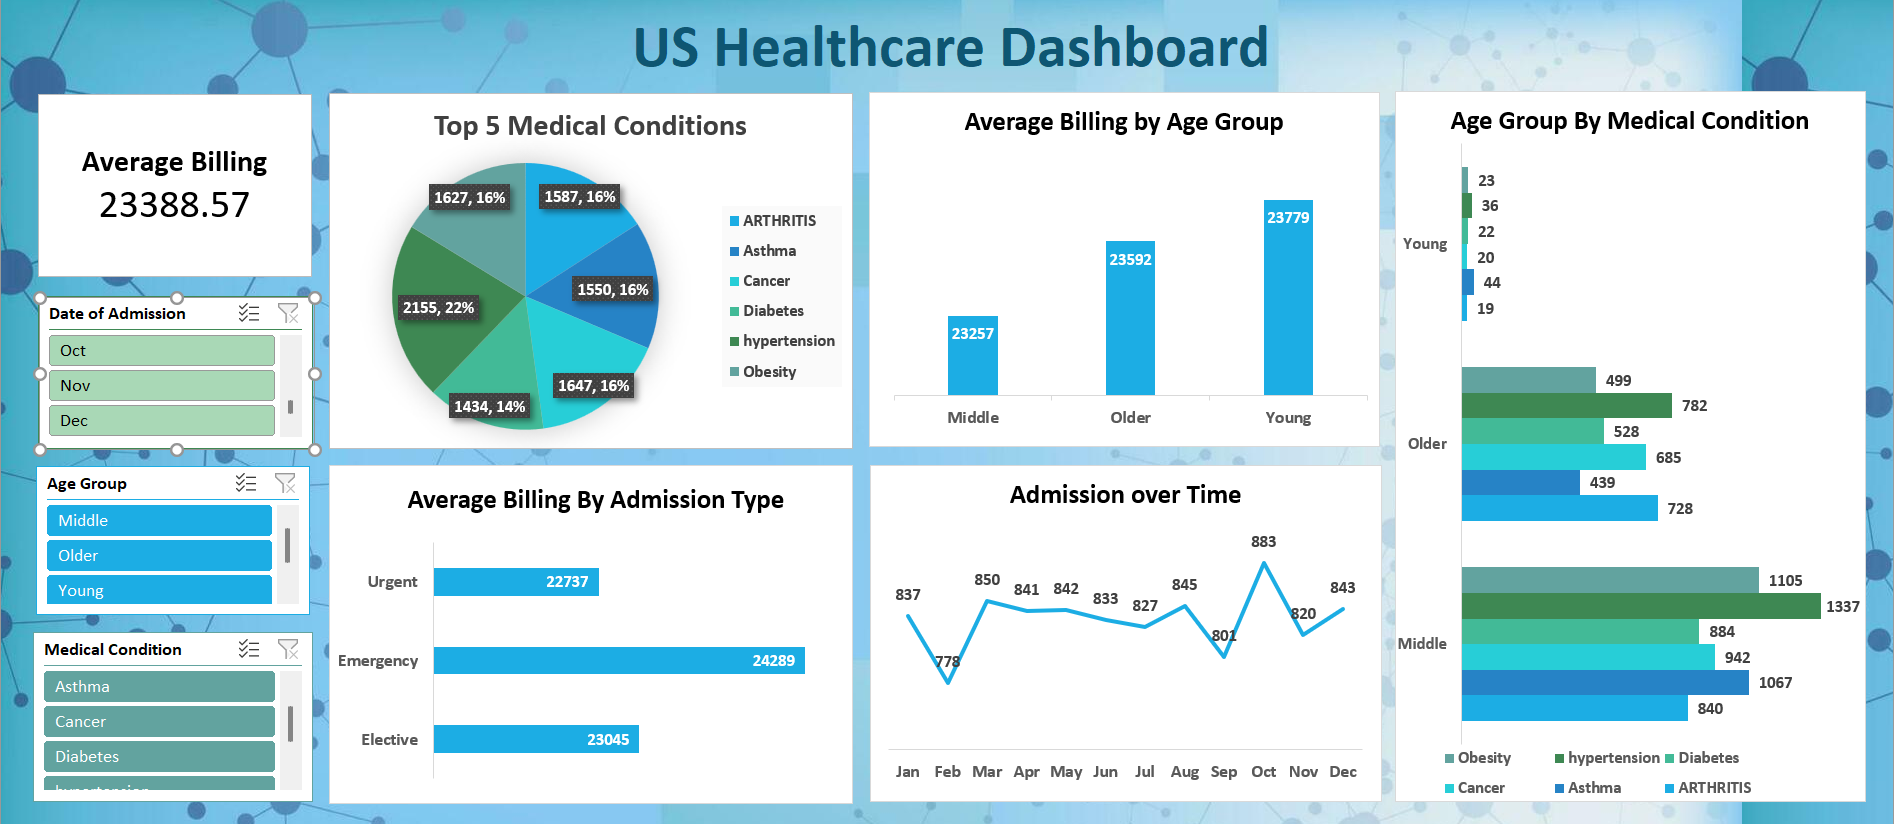 US Healthcare Dashboard
Average Billing
23388.57
Date of Admission
Oct
Nov
Dec
Age Group
Middle
Older
Young
Medical Condition
Asthma
Cancer
Diabetes
hypertension
Top 5 Medical Conditions
1627, 16%
1587, 16%
1550, 16%
2155, 22%
1647, 16%
1434, 14%
ARTHRITIS
Asthma
Cancer
Diabetes
hypertension
Obesity
Average Billing By Admission Type
Urgent
22737
Emergency
24289
Elective
23045
Average Billing by Age Group
23257
23592
23779
Middle Older Young
Admission over Time
837 778 850 841 842 833 827 845 801 883 820 843
Jan Feb Mar Apr May Jun Jul Aug Sep Oct Nov Dec
Age Group By Medical Condition
Young
23
36
22
20
44
19
Older
499
782
528
685
439
728
Middle
1105
1337
884
942
1067
840
Obesity hypertension Diabetes
Cancer Asthma ARTHRITIS